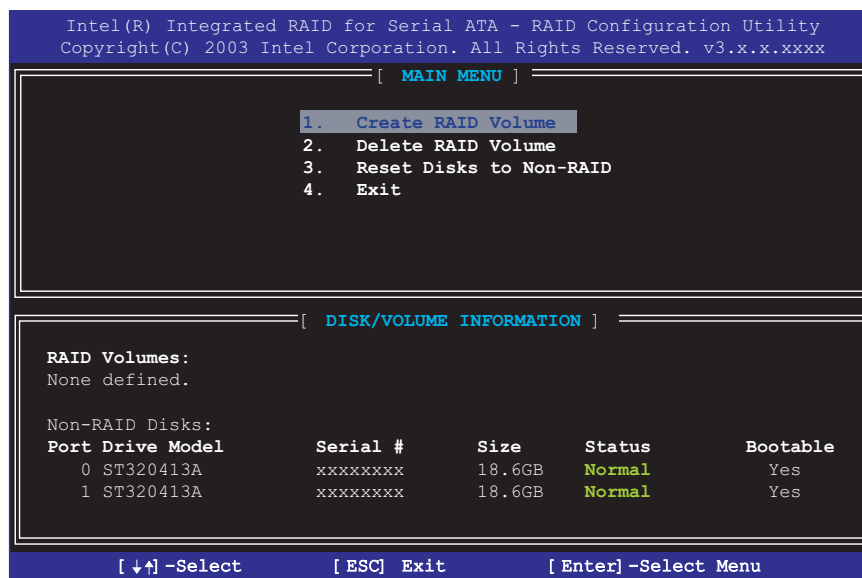 Intel(R) Integrated RAID for Serial ATA - RAID Configuration Utility
Copyright(C) 2003 Intel Corporation. All Rights Reserved. v3.x.x.xxxx
[ MAIN MENU ]
1. Create RAID Volume
2. Delete RAID Volume
3. Reset Disks to Non-RAID
4. Exit
[ DISK/VOLUME INFORMATION ]
RAID Volumes:
None defined.
Non-RAID Disks:
Port Drive Model Serial # Size Status Bootable
0 ST320413A xxxxxxxx 18.6GB Normal Yes
1 ST320413A xxxxxxxx 18.6GB Normal Yes
[↓↑]-Select [ESC] Exit [Enter]-Select Menu